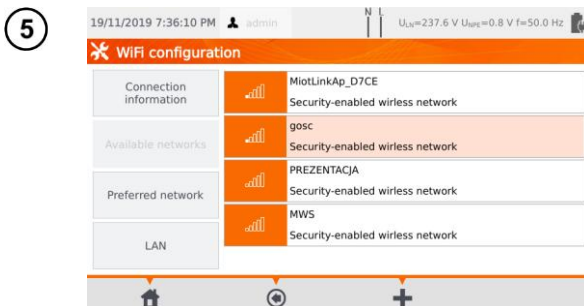 5
19/11/2019 7:36:10 PM admin N L U_LN=237.6 V U_NPE=0.8 V f=50.0 Hz
WiFi configuration
Connection
information
Available networks
Preferred network
LAN
MiotLinkAp_D7CE
Security-enabled wirless network
gosc
Security-enabled wirless network
PREZENTACJA
Security-enabled wirless network
MWS
Security-enabled wirless network